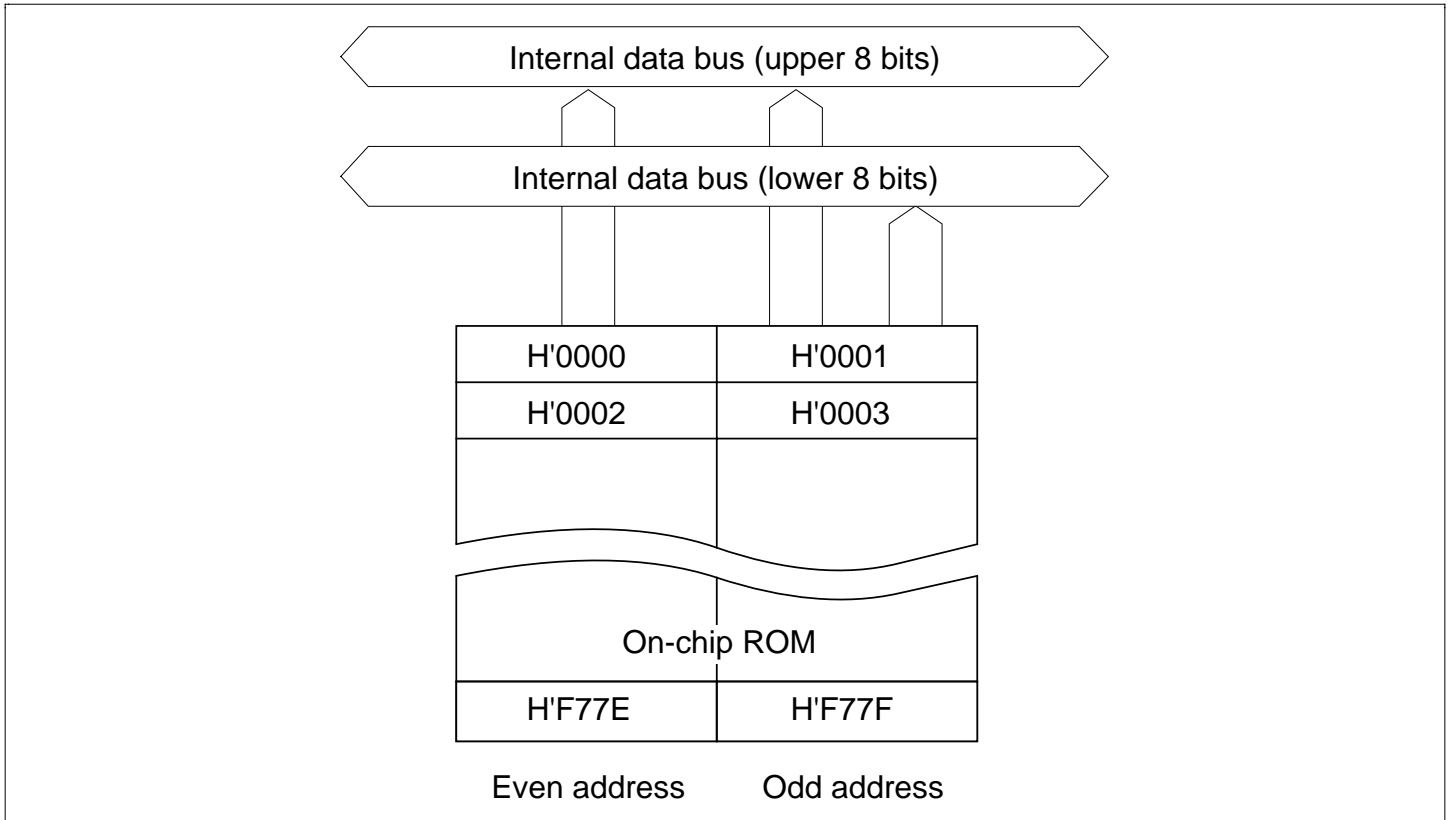 Internal data bus (upper 8 bits)
Internal data bus (lower 8 bits)
H'0000 H'0001
H'0002 H'0003
On-chip ROM
H'F77E H'F77F
Even address Odd address